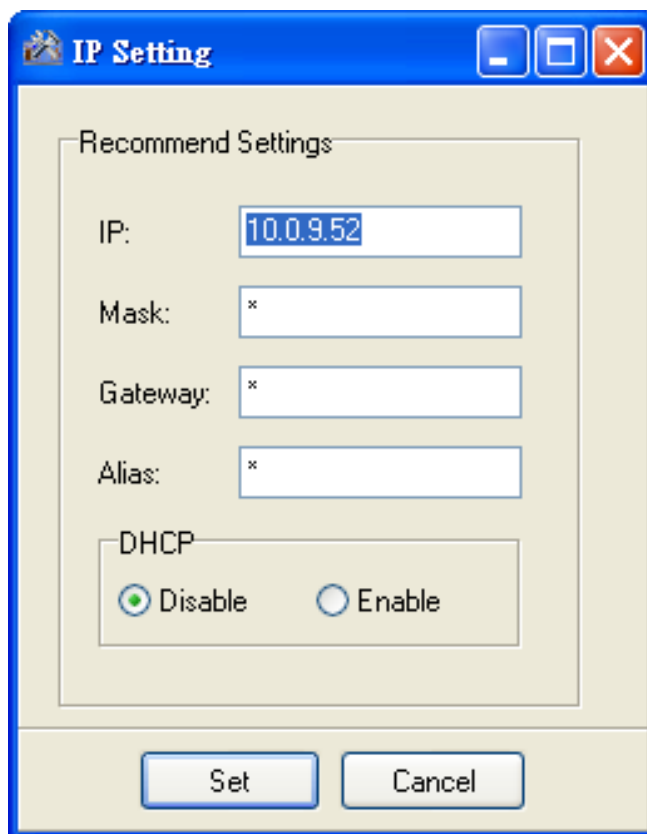 IP Setting
Recommend Settings
IP: 10.0.9.52
Mask: *
Gateway: *
Alias: *
DHCP
Disable Enable
Set Cancel